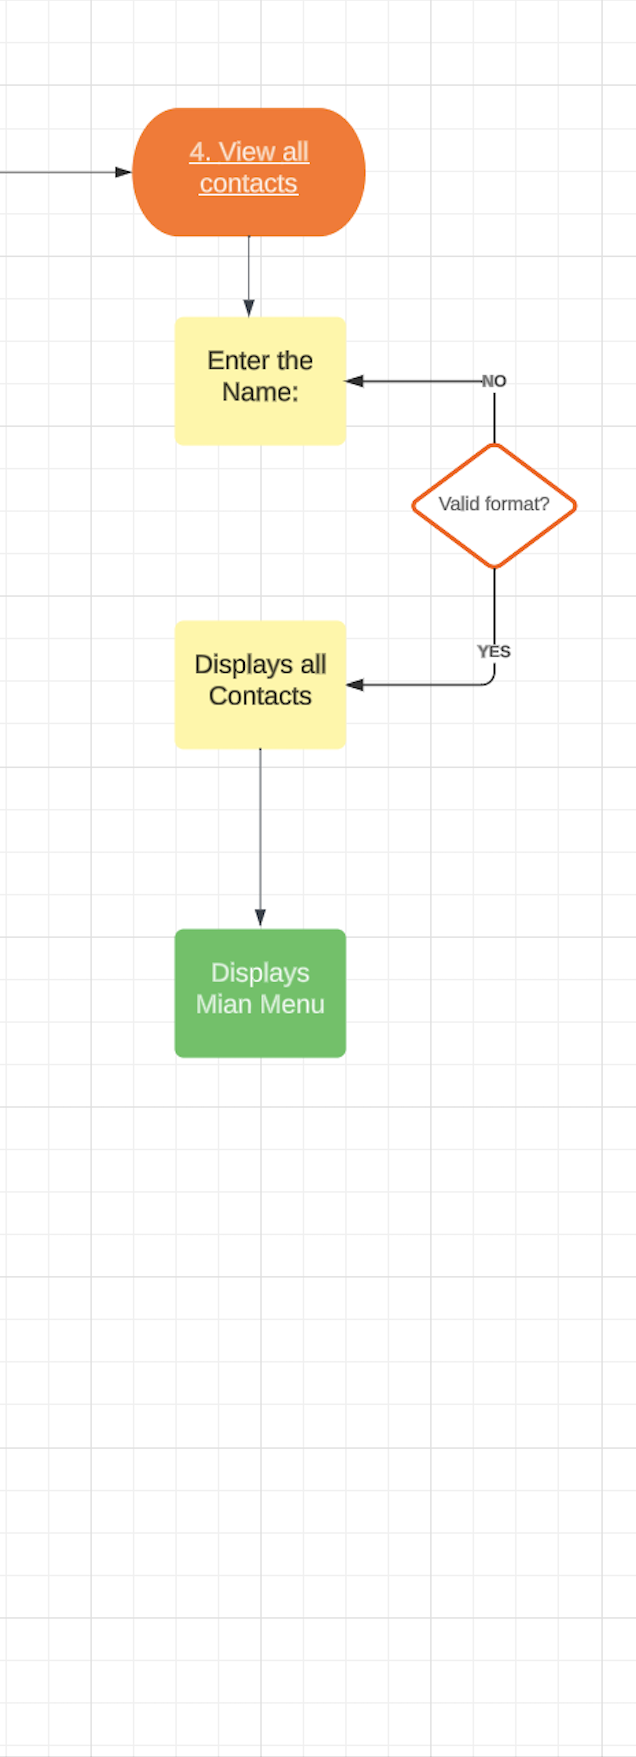 4. View all
contacts
Enter the
Name:
NO
Valid format?
YES
Displays all
Contacts
Displays
Mian Menu